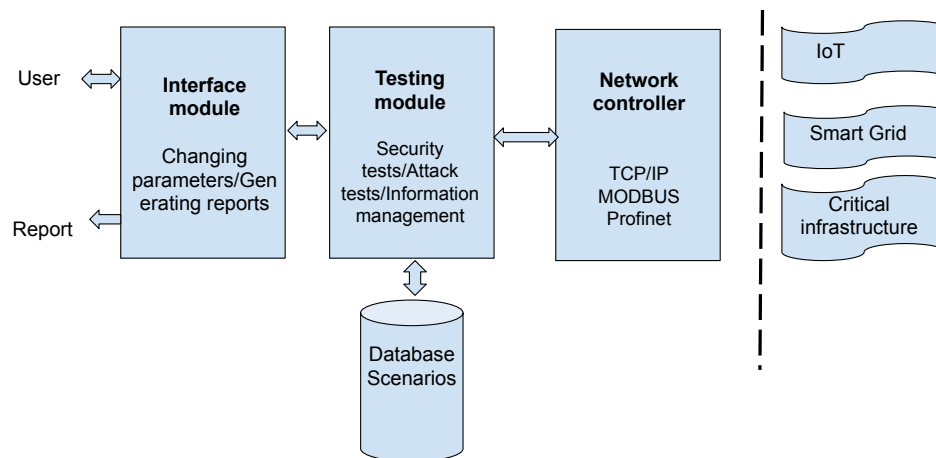 User
Report
Interface
module
Changing
parameters/Gen
erating reports
Testing
module
Security
tests/Attack
tests/Information
management
Database
Scenarios
Network
controller
TCP/IP
MODBUS
Profinet
IoT
Smart Grid
Critical
infrastructure